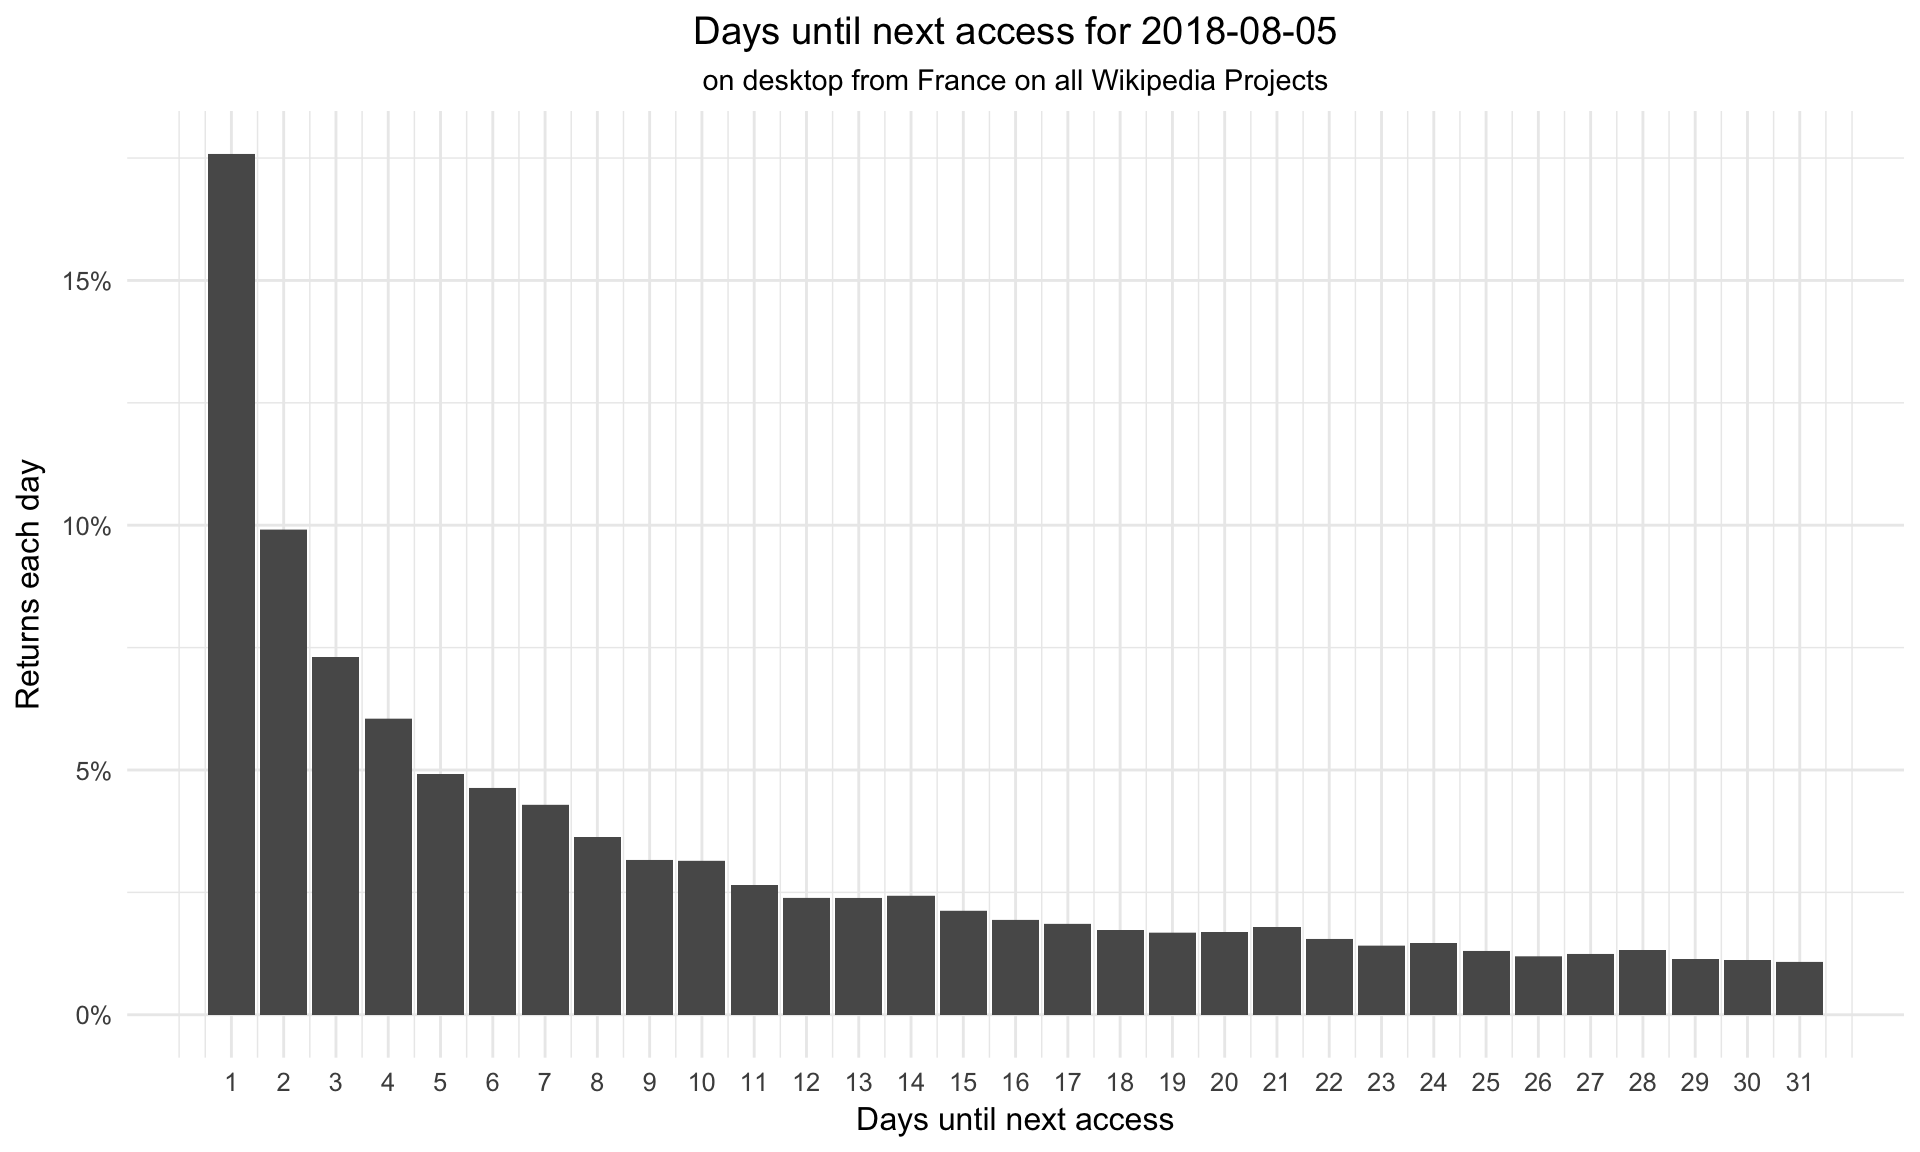 Days until next access for 2018-08-05
on desktop from France on all Wikipedia Projects
Returns each day
15%
10%
5%
0%
1 2 3 4 5 6 7 8 9 10 11 12 13 14 15 16 17 18 19 20 21 22 23 24 25 26 27 28 29 30 31
Days until next access